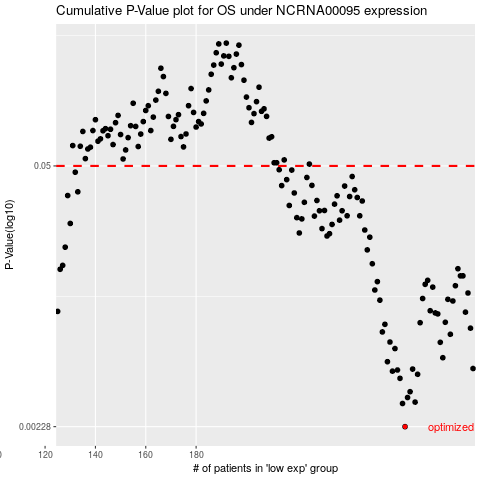 Cumulative P-Value plot for OS under NCRNA00095 expression
P-Value(log10)
0.05
0.00228
optimized
0
120
140
160
180
# of patients in 'low exp' group